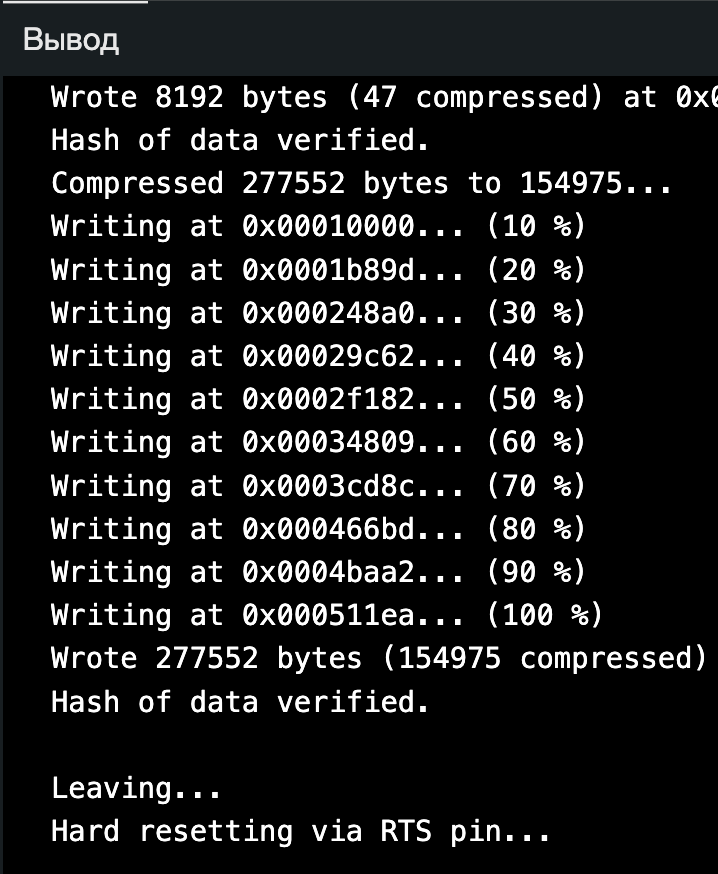 Вывод
Wrote 8192 bytes (47 compressed) at 0x0
Hash of data verified.
Compressed 277552 bytes to 154975...
Writing at 0x00010000... (10 %)
Writing at 0x0001b89d... (20 %)
Writing at 0x000248a0... (30 %)
Writing at 0x00029c62... (40 %)
Writing at 0x0002f182... (50 %)
Writing at 0x00034809... (60 %)
Writing at 0x0003cd8c... (70 %)
Writing at 0x000466bd... (80 %)
Writing at 0x0004baa2... (90 %)
Writing at 0x000511ea... (100 %)
Wrote 277552 bytes (154975 compressed)
Hash of data verified.
Leaving...
Hard resetting via RTS pin...